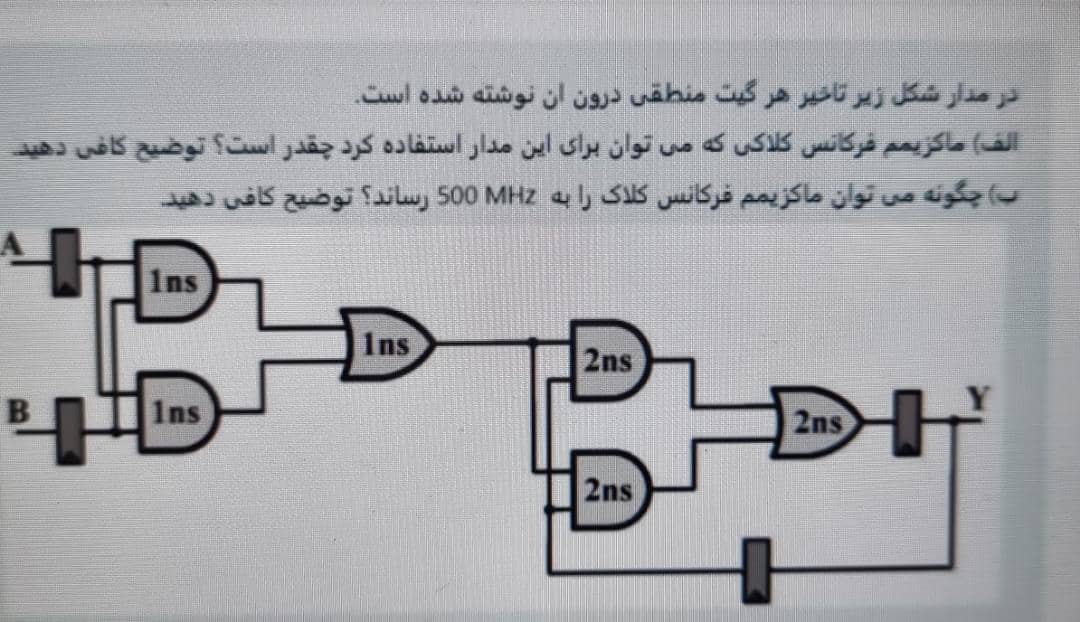 در مدار شکل زیر تاخیر هر گیت منطقی درون آن نوشته شده است.
الف) ماکزیمم فرکانس کلاکی که می توان برای این مدار استفاده کرد چقدر است؟ توضیح کافی دهید.
ب) چگونه می توان ماکزیمم فرکانس کلاک را به 500 MHz رساند؟ توضیح کافی دهید.
A
1ns
1ns
2ns
B
1ns
2ns
Y
2ns